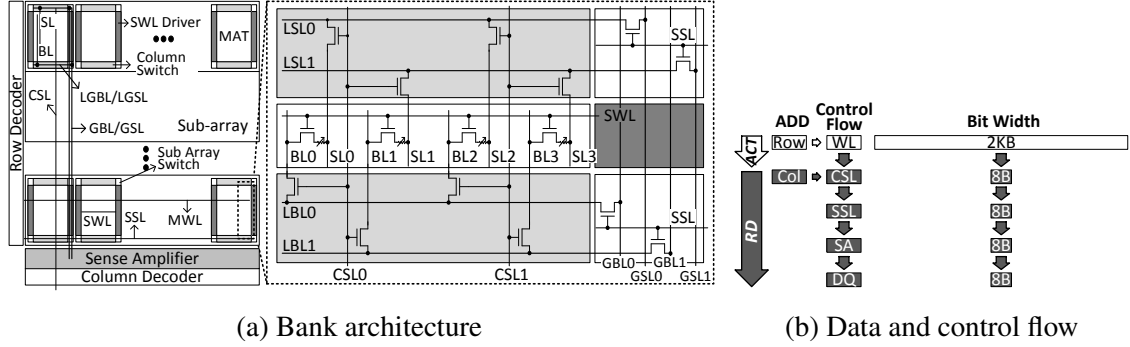 SL
BL
SWL Driver
MAT
Column
Switch
CSL
LGBL/LGSL
GBL/GSL
Sub-array
Row Decoder
Sub Array
Switch
SWL
SSL
MWL
Sense Amplifier
Column Decoder
LSL0
LSL1
SSL
SWL
BL0
SL0
BL1
SL1
BL2
SL2
BL3
SL3
LBL0
LBL1
SSL
GBL0
GSL0
GBL1
GSL1
CSL0
CSL1
(a) Bank architecture
ADD
Control
Flow
Bit Width
ACT
Row
WL
2KB
RD
Col
CSL
8B
SSL
8B
SA
8B
DQ
8B
(b) Data and control flow